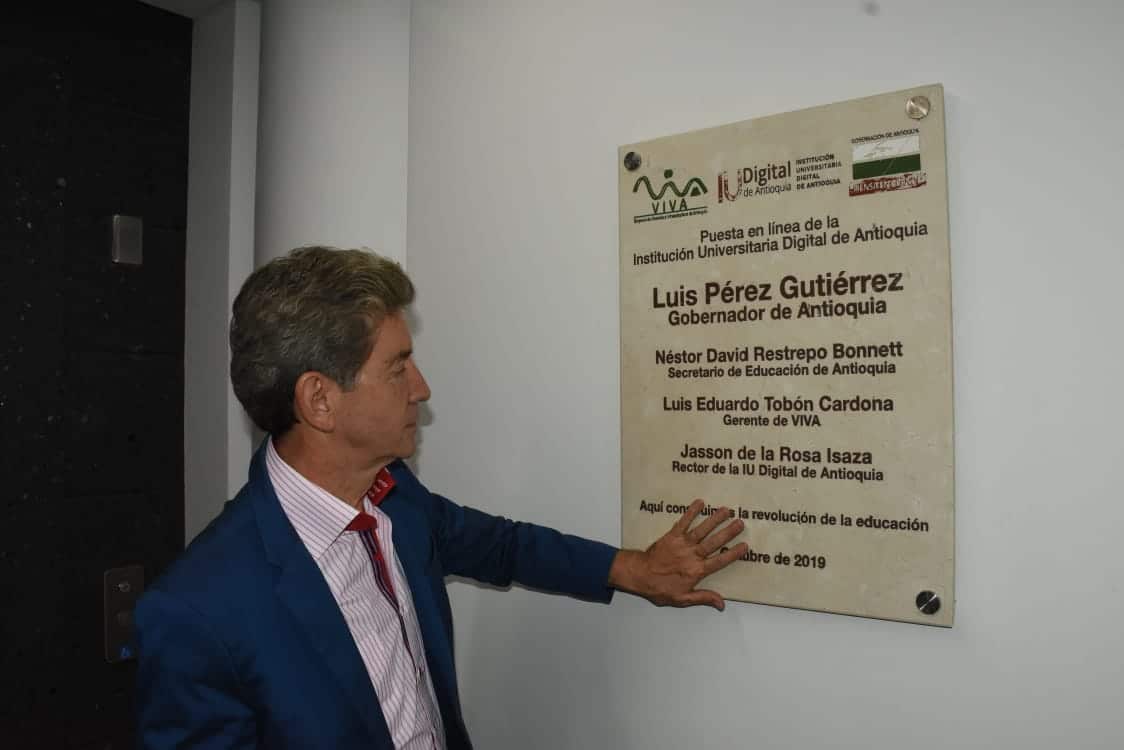 VIVA
IU Digital
de Antioquia
INSTITUCIÓN
UNIVERSITARIA
DIGITAL
DE ANTIOQUIA
GOBERNACIÓN DE ANTIOQUIA
Puesta en línea de la
Institución Universitaria Digital de Antioquia
Luis Pérez Gutiérrez
Gobernador de Antioquia
Néstor David Restrepo Bonnett
Secretario de Educación de Antioquia
Luis Eduardo Tobón Cardona
Gerente de VIVA
Jasson de la Rosa Isaza
Rector de la IU Digital de Antioquia
Aquí la revolución de la educación
de 2019